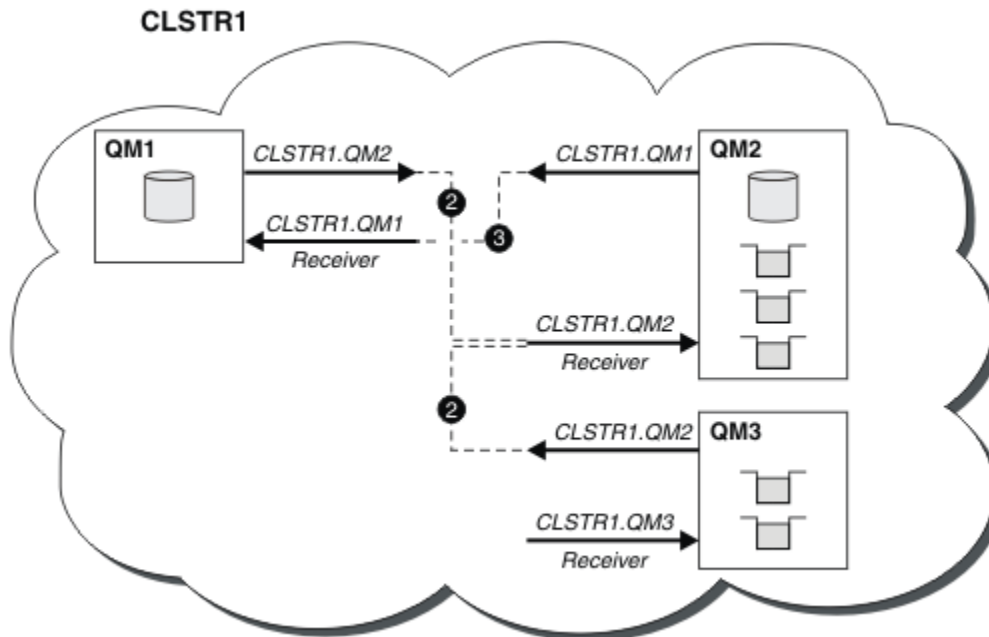 CLSTR1
QM1
CLSTR1.QM2
CLSTR1.QM1
QM2
2
CLSTR1.QM1
3
Receiver
CLSTR1.QM2
Receiver
2
CLSTR1.QM2
QM3
CLSTR1.QM3
Receiver